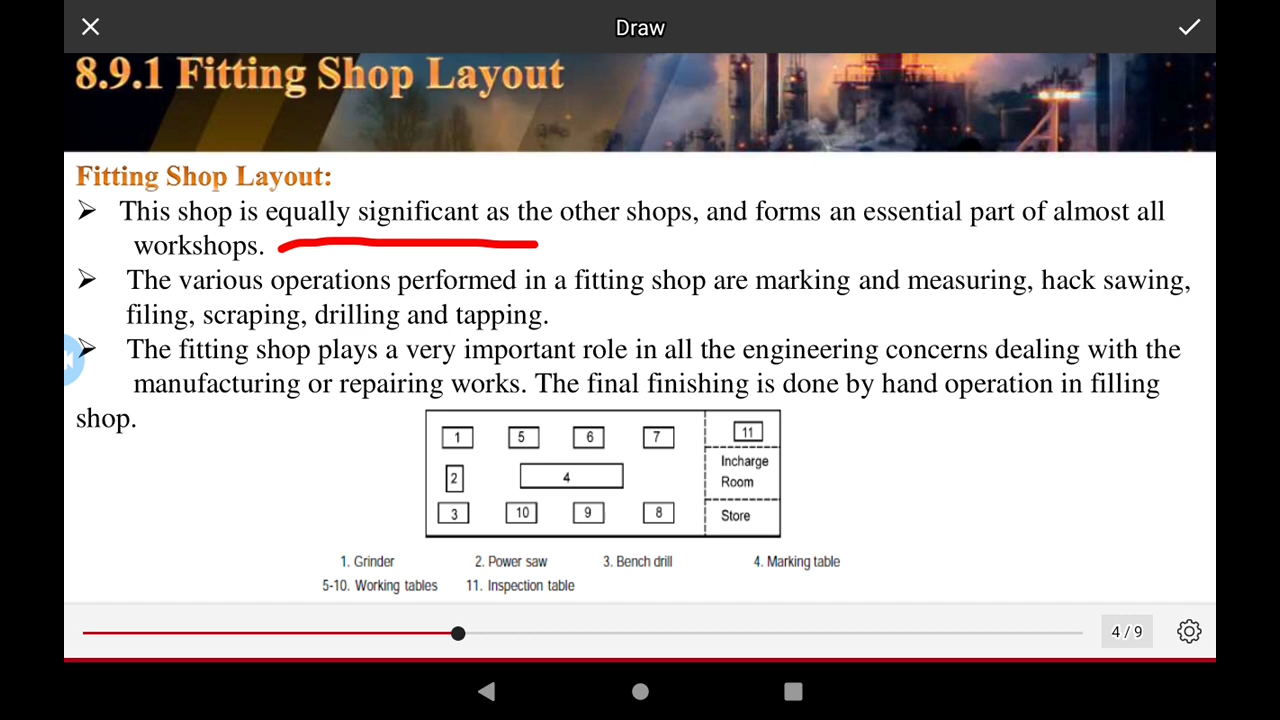 Draw
8.9.1 Fitting Shop Layout
Fitting Shop Layout:
➢ This shop is equally significant as the other shops, and forms an essential part of almost all
workshops.
➢ The various operations performed in a fitting shop are marking and measuring, hack sawing,
filing, scraping, drilling and tapping.
➢ The fitting shop plays a very important role in all the engineering concerns dealing with the
manufacturing or repairing works. The final finishing is done by hand operation in filling
shop.
1 5 6 7 11
2 4 Incharge
Room
3 10 9 8 Store
1. Grinder 2. Power saw 3. Bench drill 4. Marking table
5-10. Working tables 11. Inspection table
4 / 9